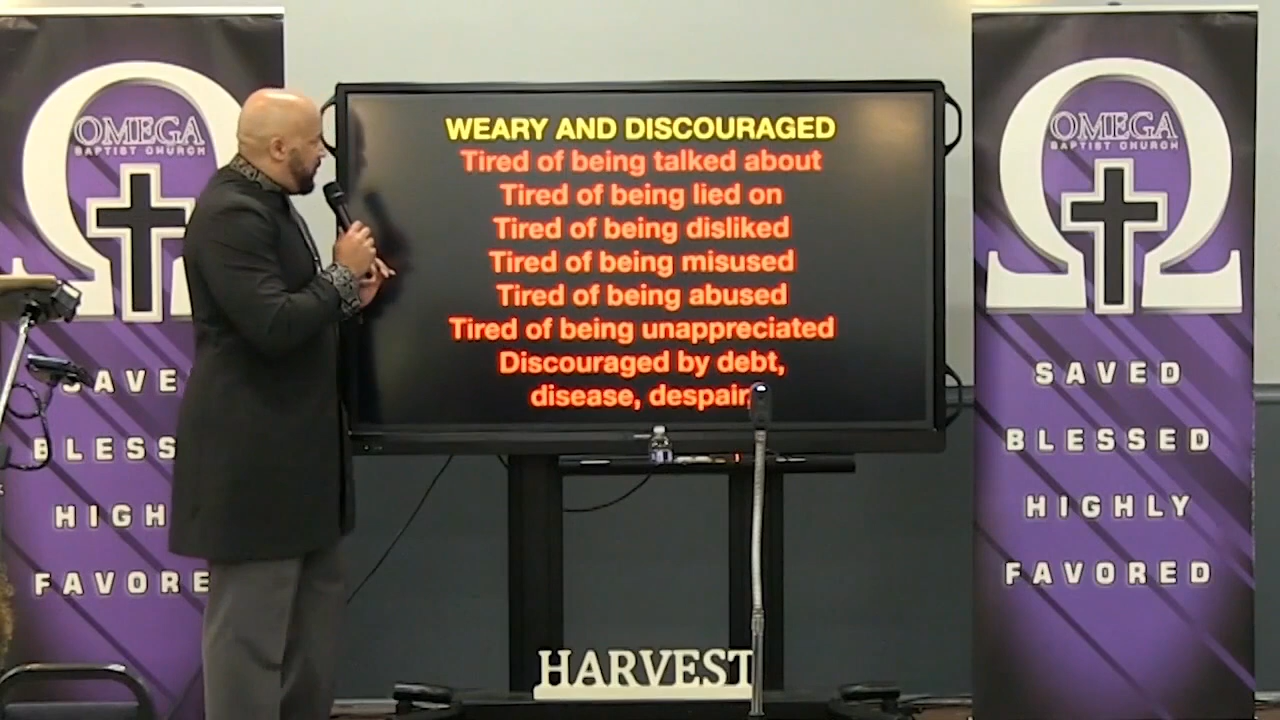 OMEGA
BAPTIST CHURCH
SAVE
BLESS
HIGH
FAVORE
WEARY AND DISCOURAGED
Tired of being talked about
Tired of being lied on
Tired of being disliked
Tired of being misused
Tired of being abused
Tired of being unappreciated
Discouraged by debt,
disease, despair.
HARVEST
OMEGA
BAPTIST CHURCH
SAVED
BLESSED
HIGHLY
FAVORED